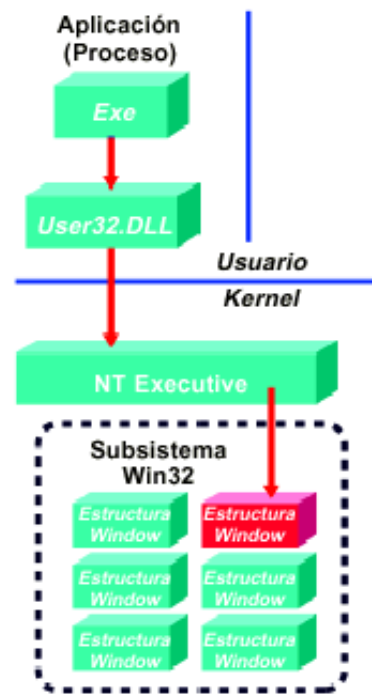 Aplicación
(Proceso)
Exe
User32.DLL
Usuario
Kernel
NT Executive
Subsistema
Win32
Estructura
Window
Estructura
Window
Estructura
Window
Estructura
Window
Estructura
Window
Estructura
Window